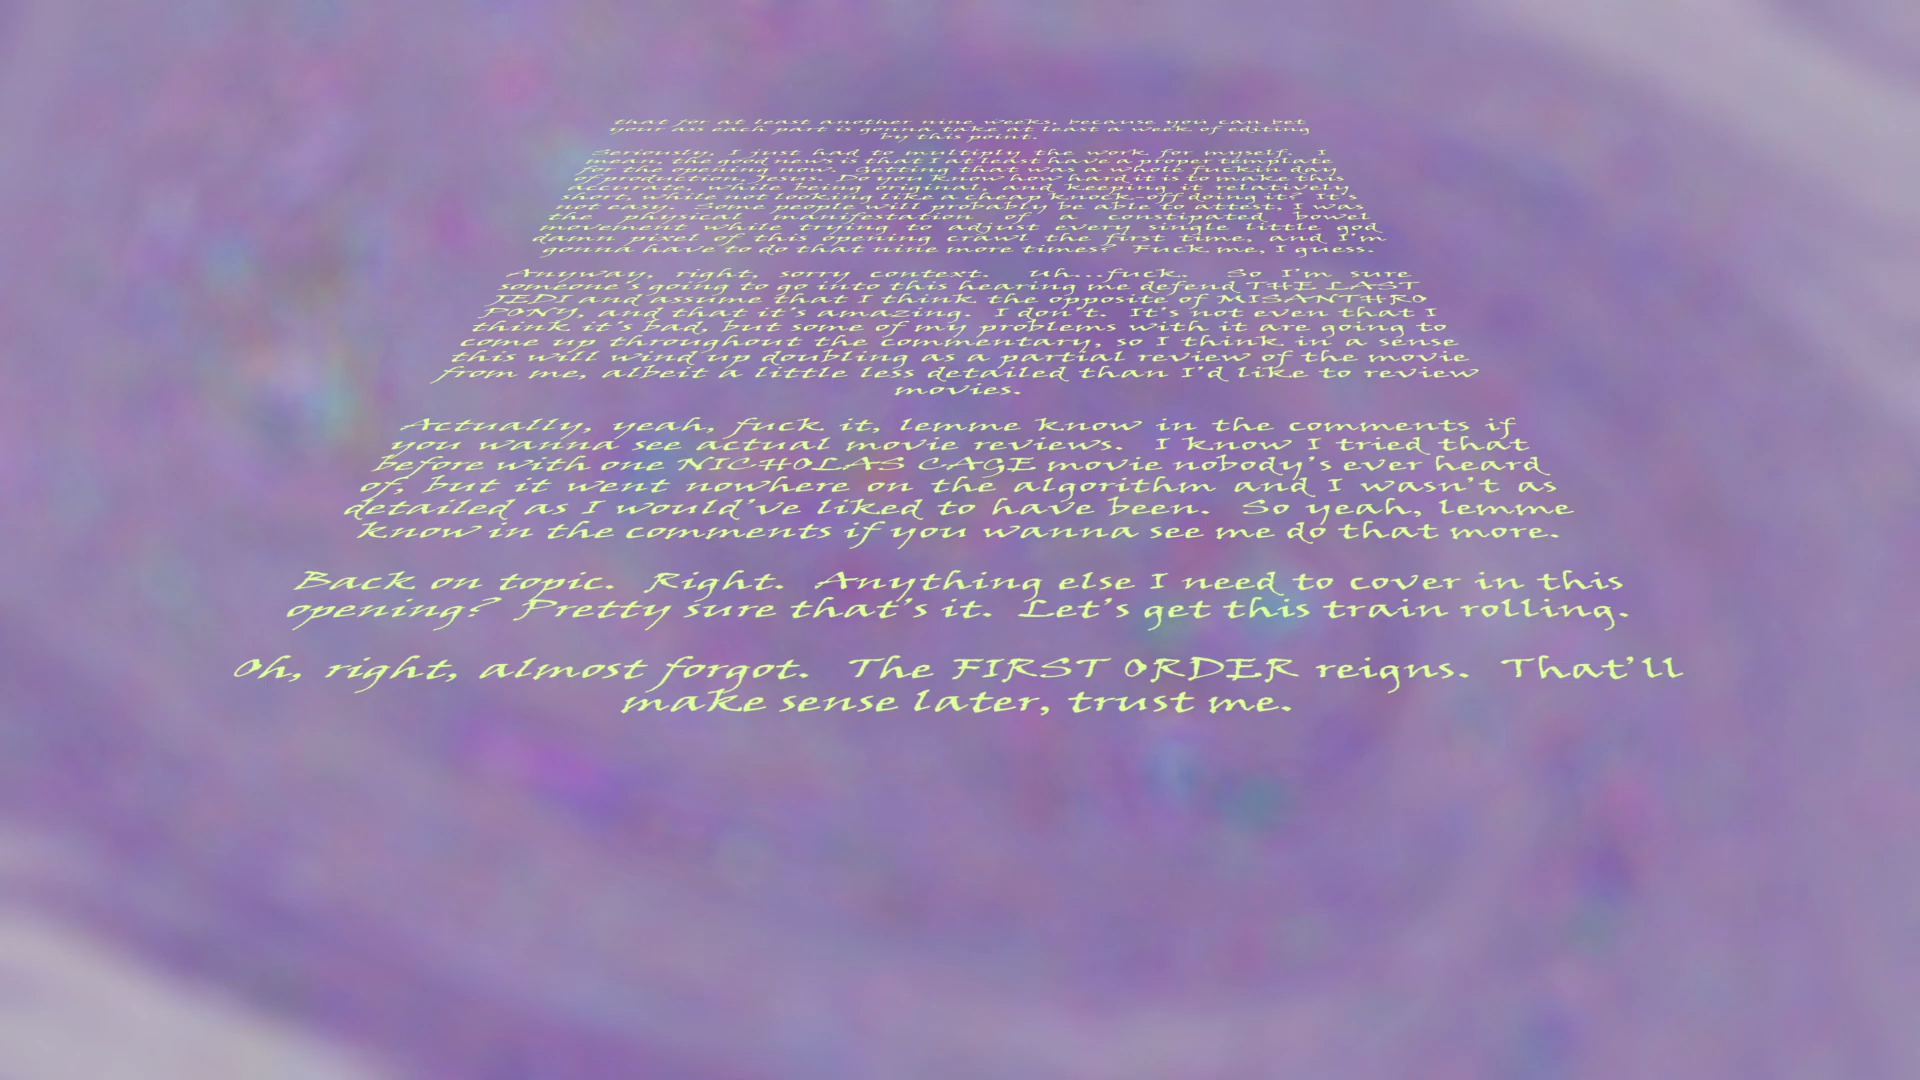 that for at least another nine weeks, because you can bet
your ass each part is gonna take at least a week of editing
by this point.
Seriously, I just had to multiply the work for myself. I
mean, the good news is that I at least have a proper template
for the opening now. Getting that was a whole fuckin day
of production, Jesus. Do you know how hard it is to make this
accurate, while being original, and keeping it relatively
short, while not looking like a cheap knock-off doing it? It's
not easy. Some people will probably be able to attest, I was
the physical manifestation of a constipated bowel
movement while trying to adjust every single little god
damn pixel of this opening crawl the first time, and I'm
gonna have to do that nine more times? Fuck me, I guess.
Anyway, right, sorry context. Uh...fuck. So I'm sure
someone's going to go into this hearing me defend THE LAST
JEDI and assume that I think the opposite of MISANTHRO
PONY, and that it's amazing. I don't. It's not even that I
think it's bad, but some of my problems with it are going to
come up throughout the commentary, so I think in a sense
this will wind up doubling as a partial review of the movie
from me, albeit a little less detailed than I'd like to review
movies.
Actually, yeah, fuck it, lemme know in the comments if
you wanna see actual movie reviews. I know I tried that
before with one NICHOLAS CAGE movie nobody's ever heard
of, but it went nowhere on the algorithm and I wasn't as
detailed as I would've liked to have been. So yeah, lemme
know in the comments if you wanna see me do that more.
Back on topic. Right. Anything else I need to cover in this
opening? Pretty sure that's it. Let's get this train rolling.
Oh, right, almost forgot. The FIRST ORDER reigns. That'll
make sense later, trust me.